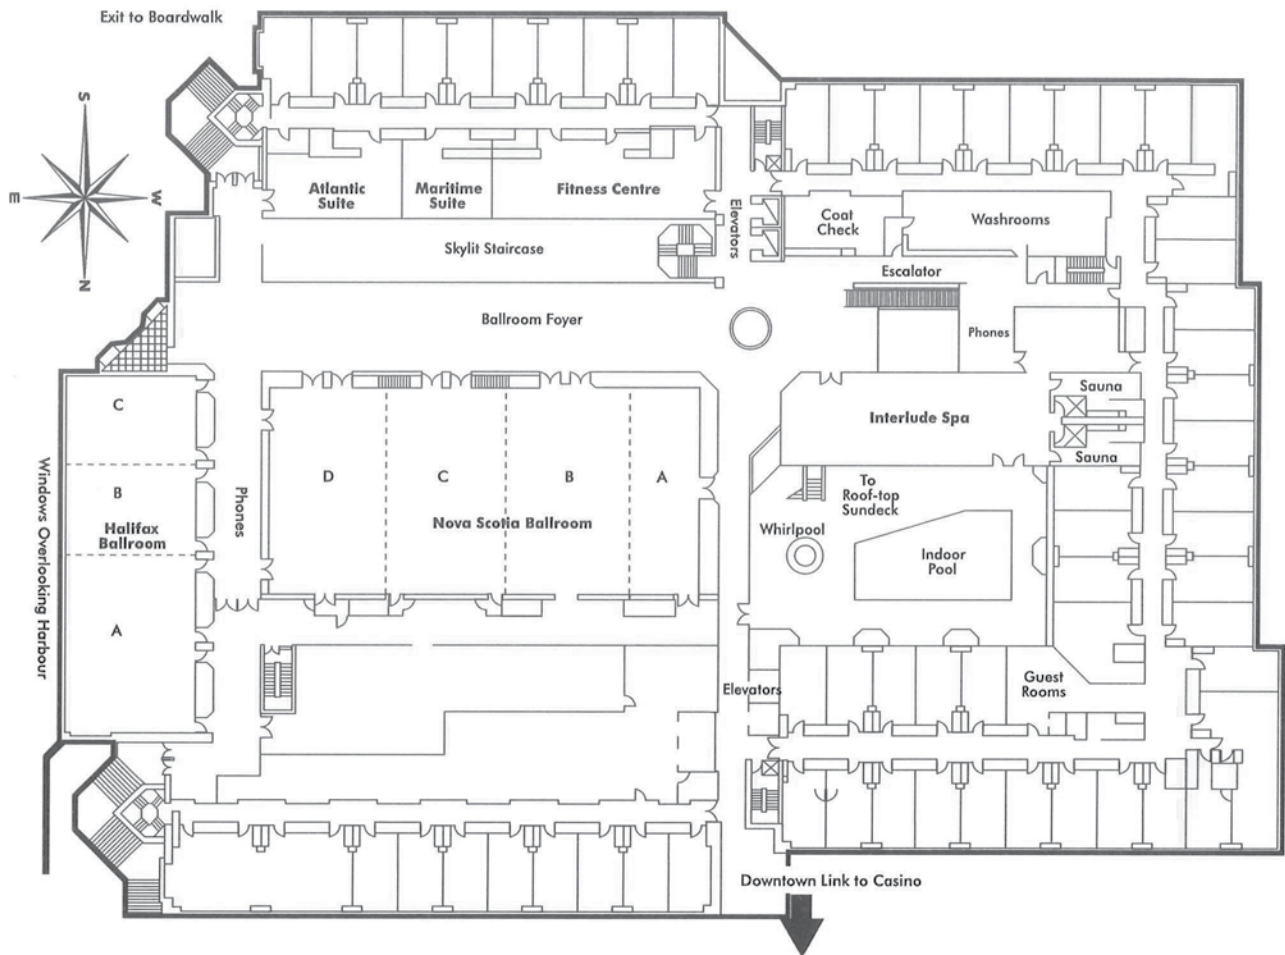 Exit to Boardwalk
S
E
W
N
Atlantic
Suite
Maritime
Suite
Fitness Centre
Elevators
Coat
Check
Washrooms
Skylit Staircase
Escalator
Ballroom Foyer
Phones
C
B
Halifax
Ballroom
A
Windows Overlooking Harbour
Phones
D
C
B
A
Nova Scotia Ballroom
Interlude Spa
Sauna
Sauna
To
Roof-top
Sundeck
Whirlpool
Indoor
Pool
Elevators
Guest
Rooms
Downtown Link to Casino